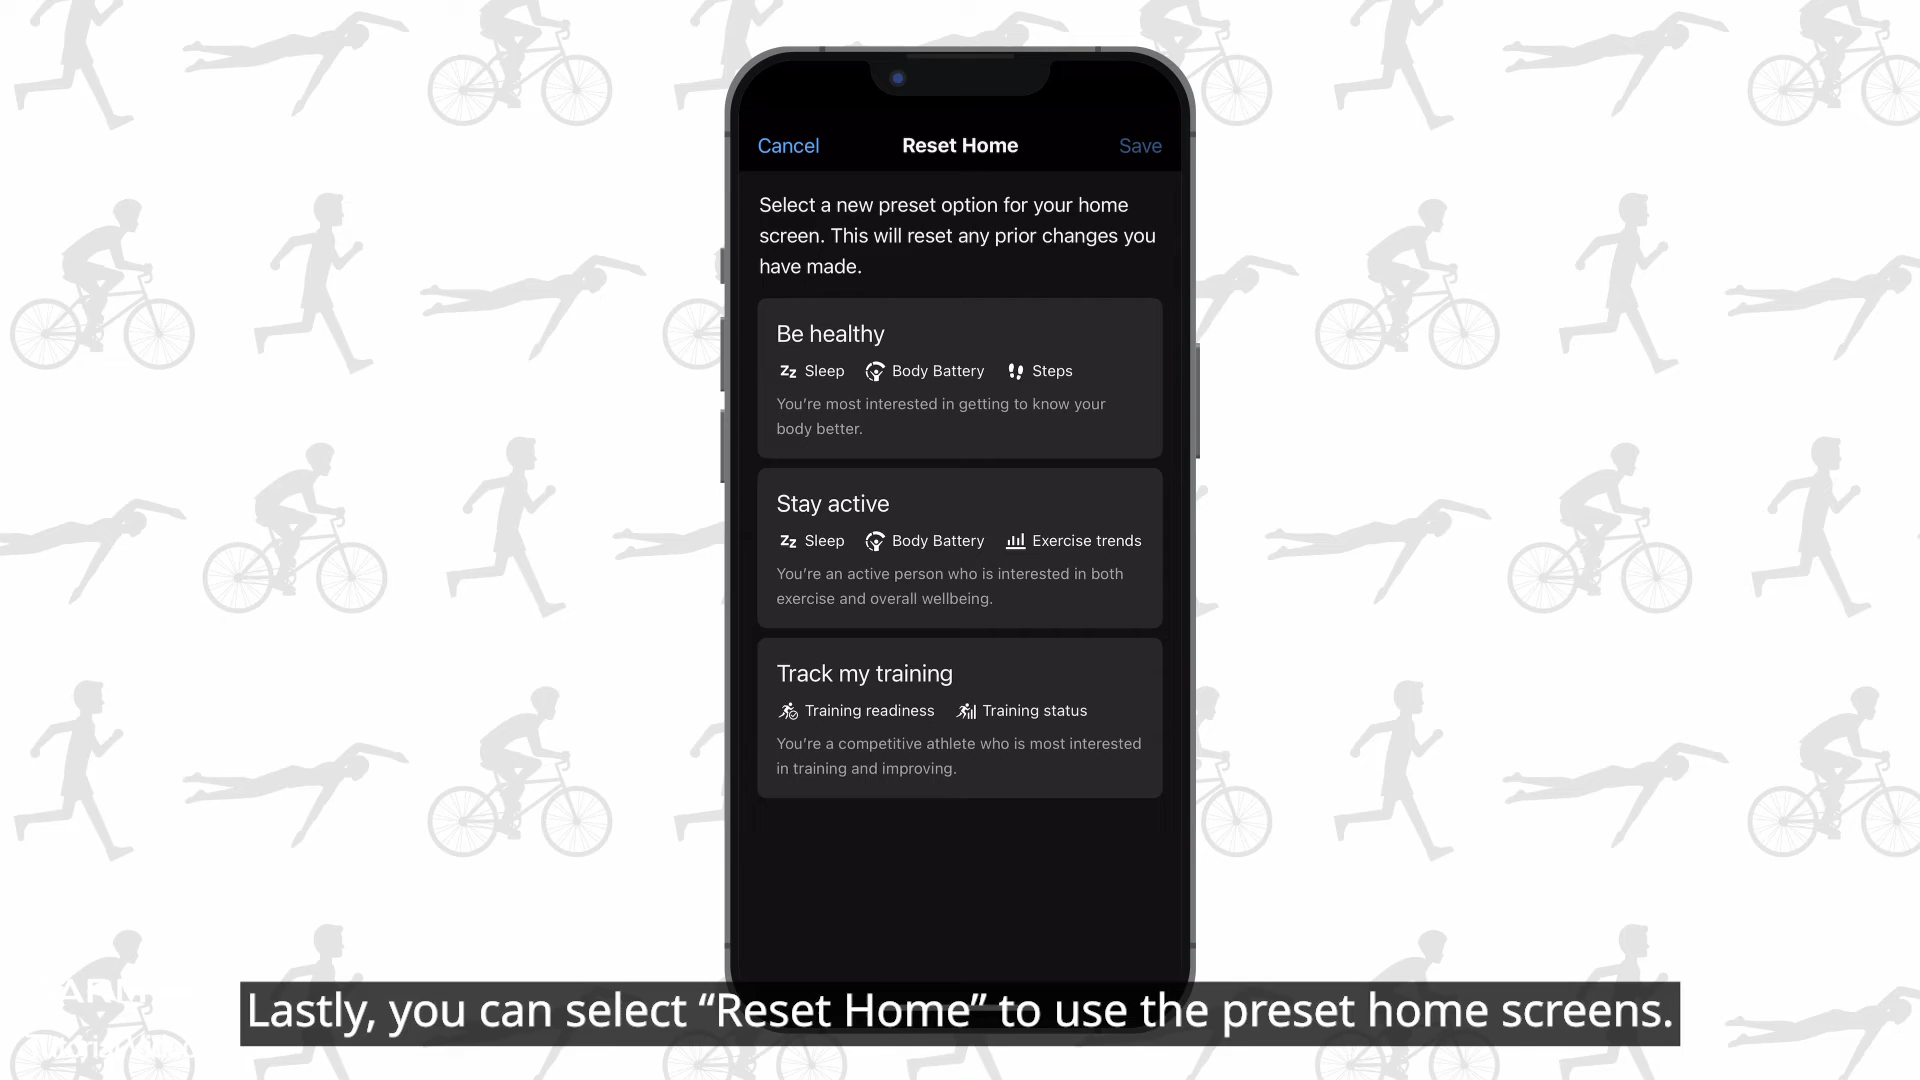 Cancel
Reset Home
Save
Select a new preset option for your home
screen. This will reset any prior changes you
have made.
Be healthy
Sleep
Body Battery
Steps
You’re most interested in getting to know your
body better.
Stay active
Sleep
Body Battery
Exercise trends
You’re an active person who is interested in both
exercise and overall wellbeing.
Track my training
Training readiness
Training status
You’re a competitive athlete who is most interested
in training and improving.
Lastly, you can select “Reset Home” to use the preset home screens.